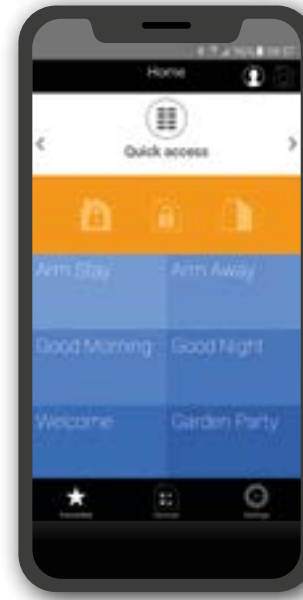 Home
Quick access
Arm Stay Arm Away
Good Morning Good Night
Welcome Garden Party